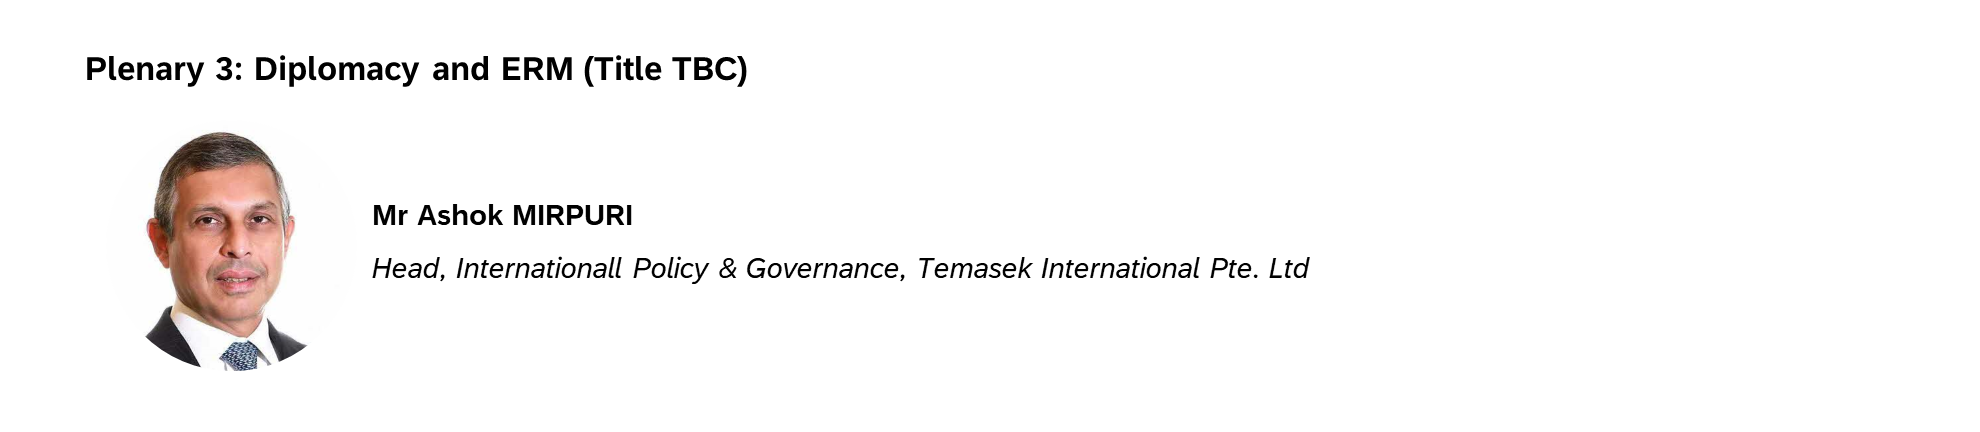 Plenary 3: Diplomacy and ERM (Title TBC)
Mr Ashok MIRPURI
Head, Internationall Policy & Governance, Temasek International Pte. Ltd